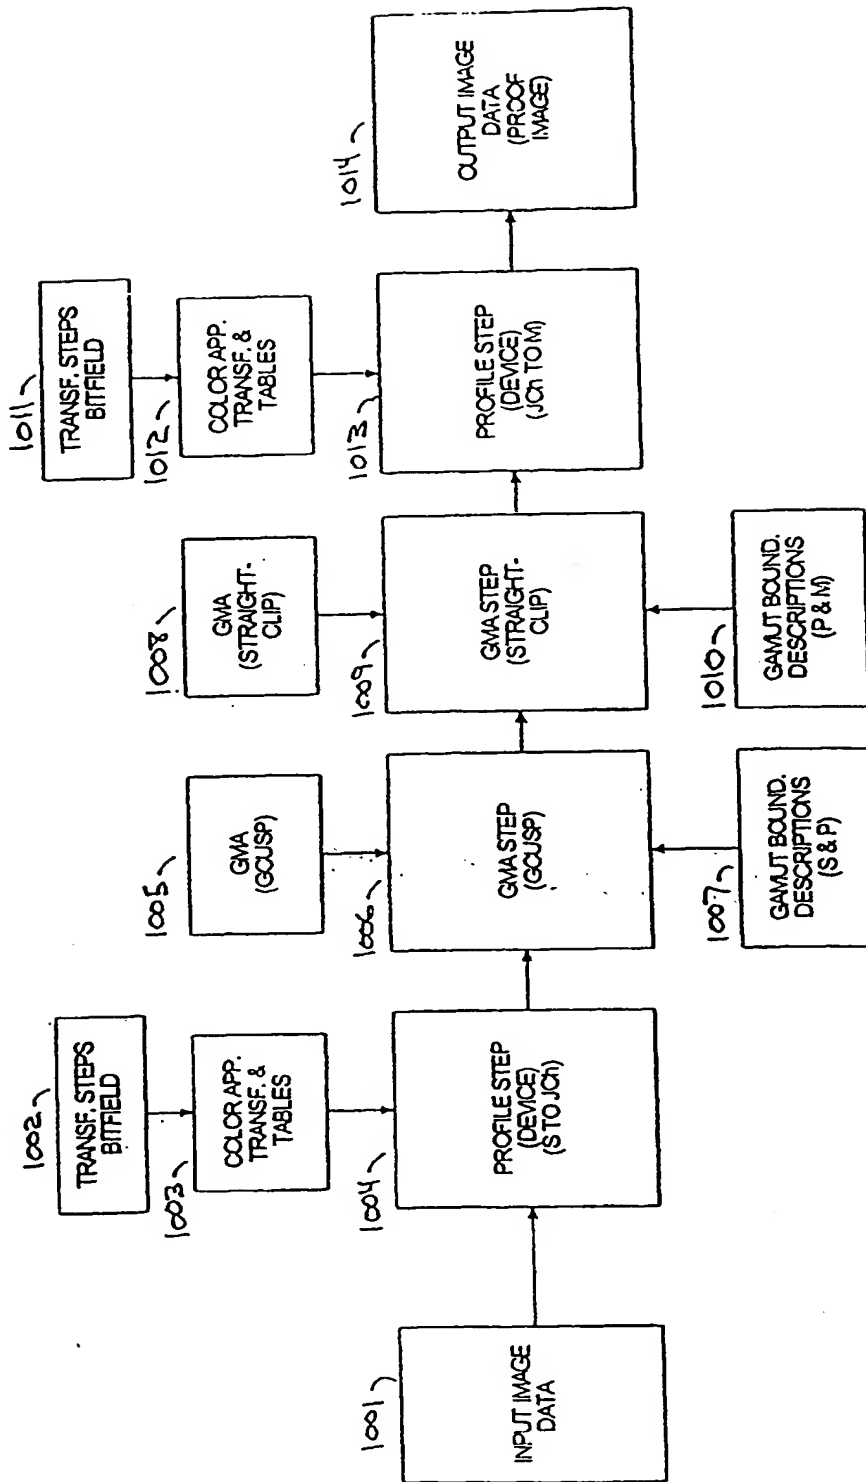 1001
INPUT IMAGE
DATA
1002
TRANSF. STEPS
BITFIELD
1003
COLOR APP.
TRANSF. &
TABLES
1004
PROFILE STEP
(DEVICE)
(S TO JCh)
1005
GMA
(GCUSP)
1006
GMA STEP
(GCUSP)
1007
GAMUT BOUND.
DESCRIPTIONS
(S & P)
1008
GMA
(STRAIGHT-
CLIP)
1009
GMA STEP
(STRAIGHT-
CLIP)
1010
GAMUT BOUND.
DESCRIPTIONS
(P & M)
1011
TRANSF. STEPS
BITFIELD
1012
COLOR APP.
TRANSF. &
TABLES
1013
PROFILE STEP
(DEVICE)
(JCh TO M)
1014
OUTPUT IMAGE
DATA
(PROOF
IMAGE)